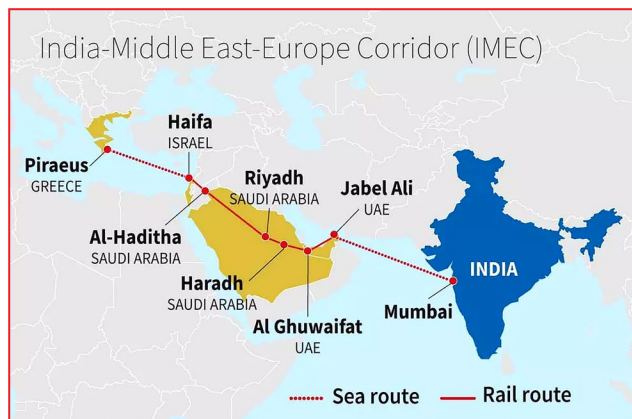 India-Middle East-Europe Corridor (IMEC)
Haifa
ISRAEL
Piraeus
GREECE
Riyadh
SAUDI ARABIA
Jabel Ali
UAE
Al-Haditha
SAUDI ARABIA
Haradh
SAUDI ARABIA
INDIA
Mumbai
Al Ghuwaifat
UAE
Sea route
Rail route